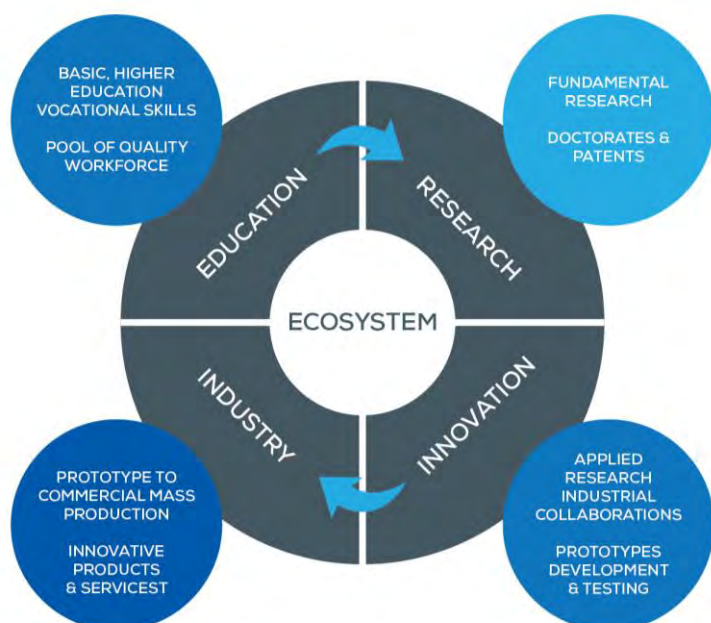 BASIC, HIGHER
EDUCATION
VOCATIONAL SKILLS
POOL OF QUALITY
WORKFORCE
FUNDAMENTAL
RESEARCH
DOCTORATES &
PATENTS
EDUCATION
RESEARCH
ECOSYSTEM
INDUSTRY
INNOVATION
PROTOTYPE TO
COMMERCIAL MASS
PRODUCTION
INNOVATIVE
PRODUCTS
& SERVICEST
APPLIED
RESEARCH
INDUSTRIAL
COLLABORATIONS
PROTOTYPES
DEVELOPMENT
& TESTING